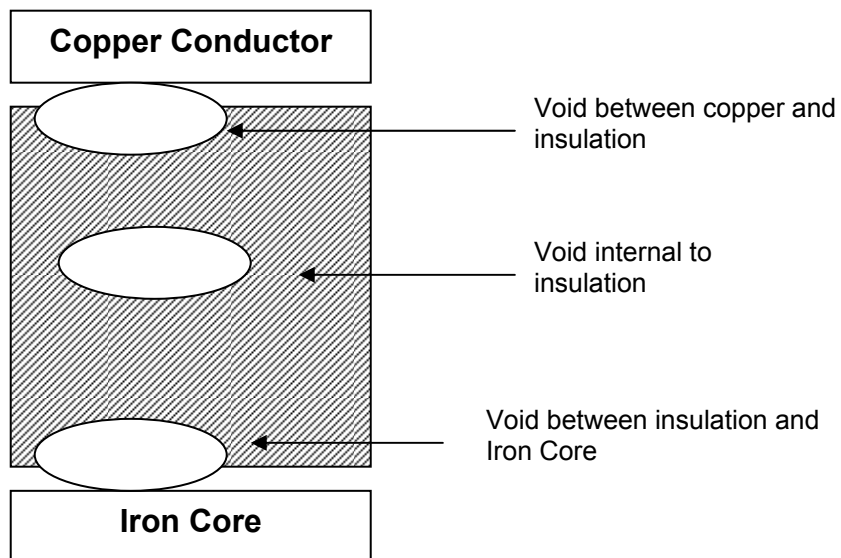 Copper Conductor
Void between copper and
insulation
Void internal to
insulation
Void between insulation and
Iron Core
Iron Core